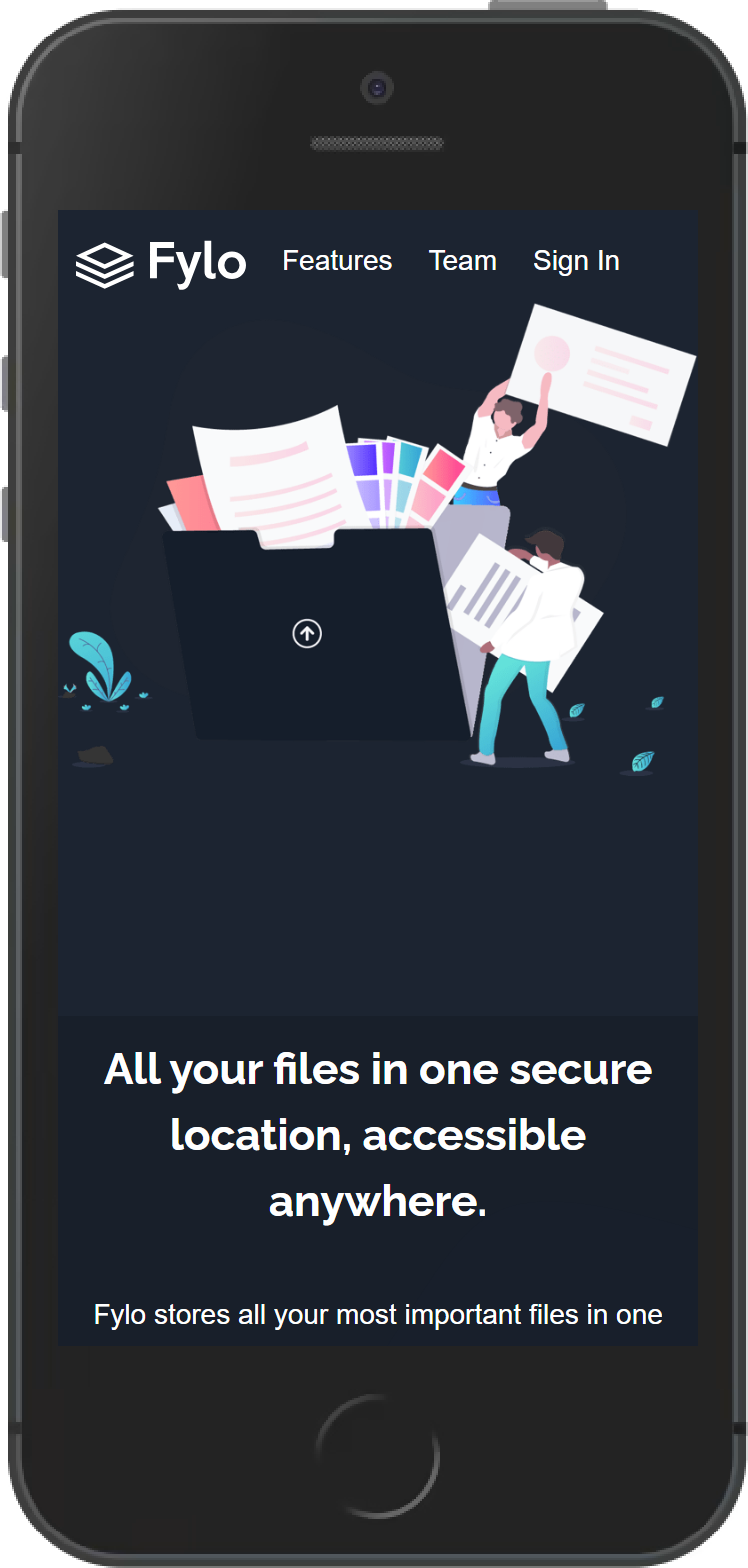 Fylo Features Team Sign In
All your files in one secure
location, accessible
anywhere.
Fylo stores all your most important files in one